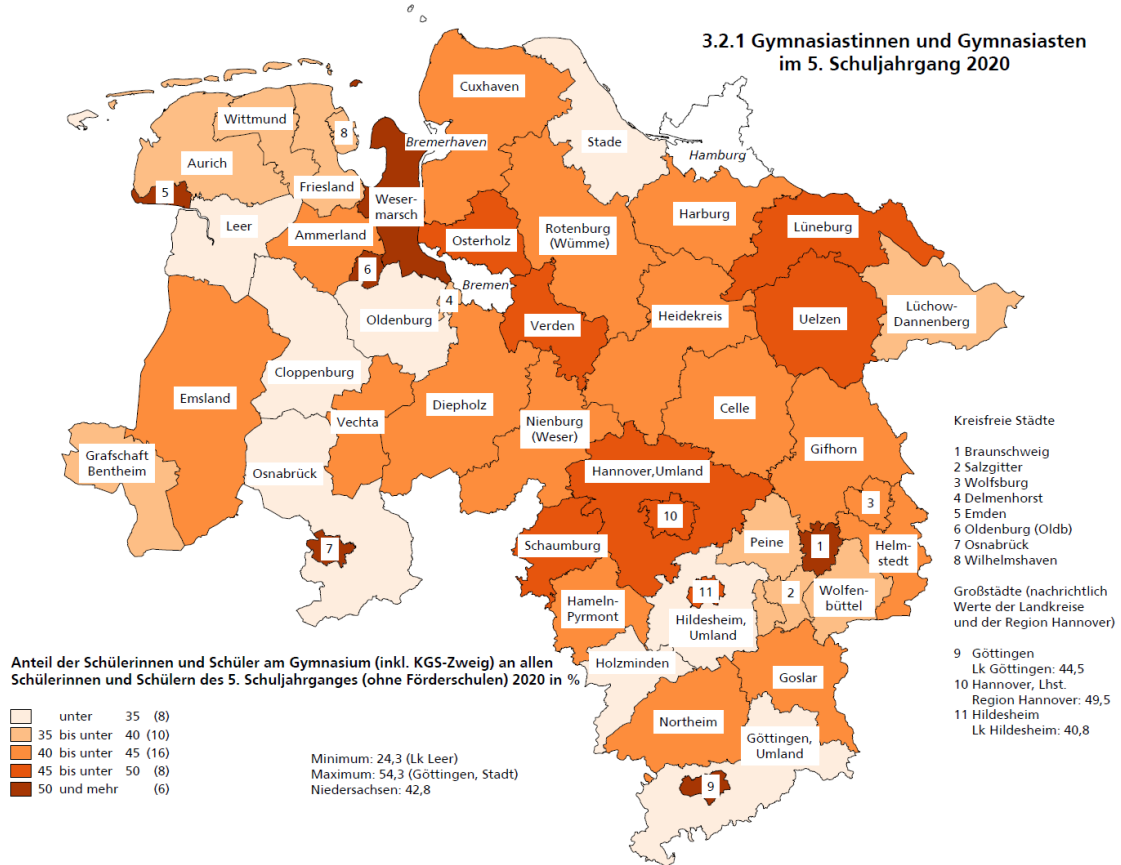 3.2.1 Gymnasiastinnen und Gymnasiasten
im 5. Schuljahrgang 2020
Cuxhaven
Wittmund
8
Bremerhaven
Stade
Hamburg
Aurich
5
Friesland
Weser-
marsch
Leer
Ammerland
Osterholz
Rotenburg
(Wümme)
Harburg
Lüneburg
6
Bremen
4
Oldenburg
Verden
Heidekreis
Uelzen
Lüchow-
Dannenberg
Cloppenburg
Emsland
Vechta
Diepholz
Nienburg
(Weser)
Celle
Gifhorn
Grafschaft
Bentheim
Osnabrück
Hannover,Umland
3
10
7
Schaumburg
Peine
1
Helm-
stedt
11
2
Wolfen-
büttel
Hameln-
Pyrmont
Hildesheim,
Umland
Holzminden
Goslar
Northeim
Göttingen,
Umland
9
Kreisfreie Städte
1 Braunschweig
2 Salzgitter
3 Wolfsburg
4 Delmenhorst
5 Emden
6 Oldenburg (Oldb)
7 Osnabrück
8 Wilhelmshaven
Großstädte (nachrichtlich
Werte der Landkreise
und der Region Hannover)
9 Göttingen
Lk Göttingen: 44,5
10 Hannover, Lhst.
Region Hannover: 49,5
11 Hildesheim
Lk Hildesheim: 40,8
Anteil der Schülerinnen und Schüler am Gymnasium (inkl. KGS-Zweig) an allen
Schülerinnen und Schülern des 5. Schuljahrganges (ohne Förderschulen) 2020 in %
unter 35 (8)
35 bis unter 40 (10)
40 bis unter 45 (16)
45 bis unter 50 (8)
50 und mehr (6)
Minimum: 24,3 (Lk Leer)
Maximum: 54,3 (Göttingen, Stadt)
Niedersachsen: 42,8